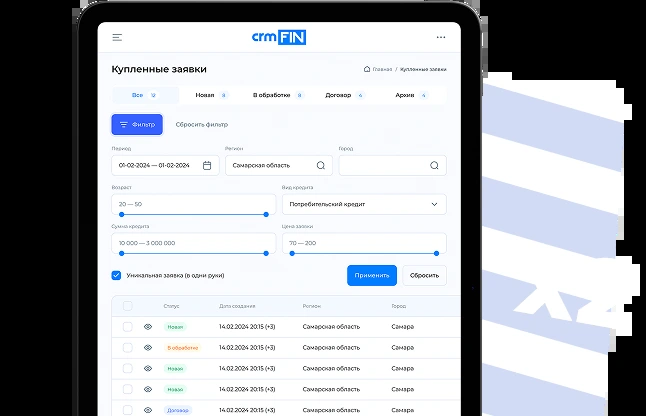 crm FIN
Купленные заявки
Главная / Купленные заявки
Все 12 Новая 8 В обработке 8 Договор 4 Архив 4
Фильтр Сбросить фильтр
Период Регион Город
01-02-2024 — 01-02-2024 Самарская область
Возраст Вид кредита
20 — 50 Потребительский кредит
Сумма кредита Цена заявки
10 000 — 3 000 000 70 — 200
Уникальная заявка (в одни руки) Применить Сбросить
Статус Дата создания Регион Город
Новая 14.02.2024 20:15 (+3) Самарская область Самара
В обработке 14.02.2024 20:15 (+3) Самарская область Самара
Новая 14.02.2024 20:15 (+3) Самарская область Самара
Новая 14.02.2024 20:15 (+3) Самарская область Самара
Договор 14.02.2024 20:15 (+3) Самарская область Самара